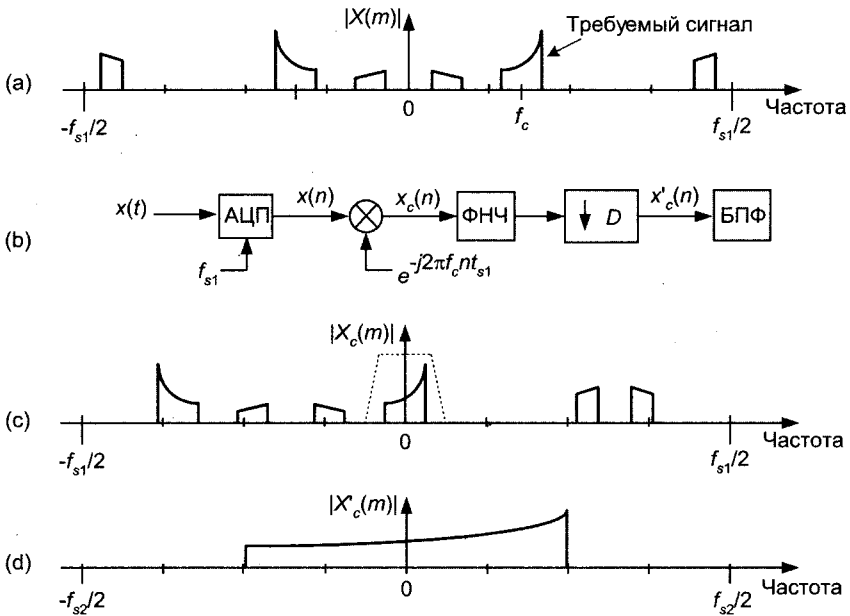 |X(m)|
Требуемый сигнал
(a)
-fs1/2
0
fc
fs1/2
Частота
(b)
x(t)
АЦП
x(n)
xc(n)
ФНЧ
↓ D
x'c(n)
БПФ
fs1
e-j2πfcnts1
|Xc(m)|
(c)
-fs1/2
0
fs1/2
Частота
|X'c(m)|
(d)
-fs2/2
0
fs2/2
Частота